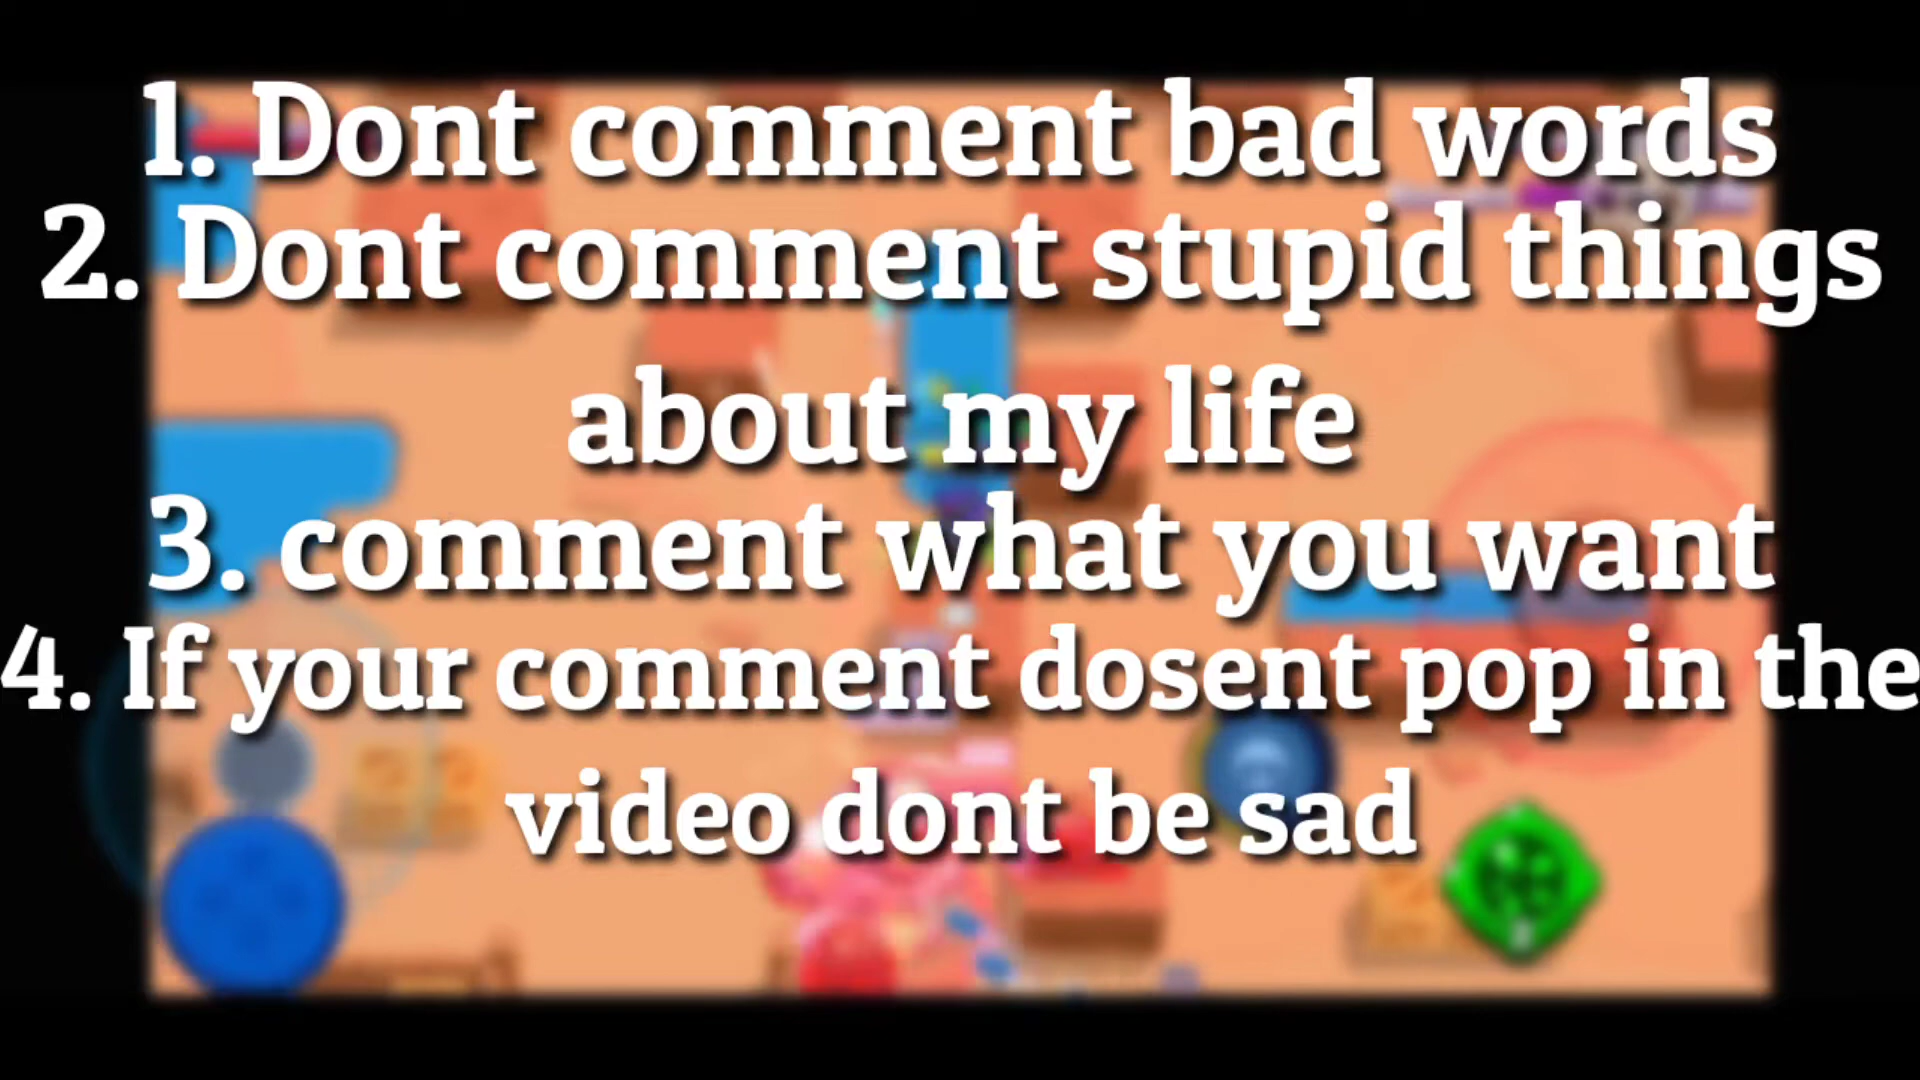 1. Dont comment bad words
2. Dont comment stupid things
about my life
3. comment what you want
4. If your comment dosent pop in the
video dont be sad